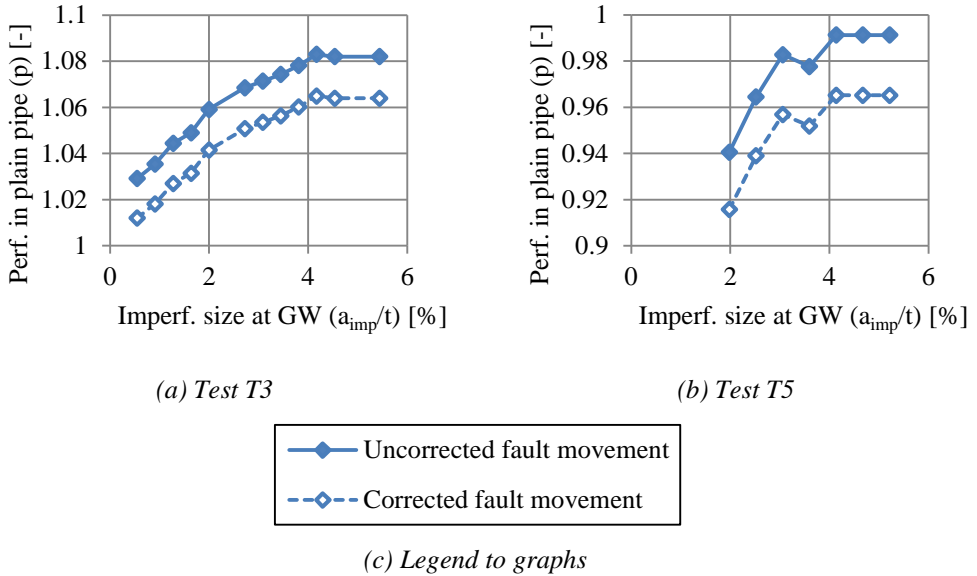 Perf. in plain pipe (p) [-]
1.1
1.08
1.06
1.04
1.02
1
0 2 4 6
Imperf. size at GW (a_imp/t) [%]
(a) Test T3
Perf. in plain pipe (p) [-]
1
0.98
0.96
0.94
0.92
0.9
0 2 4 6
Imperf. size at GW (a_imp/t) [%]
(b) Test T5
Uncorrected fault movement
Corrected fault movement
(c) Legend to graphs